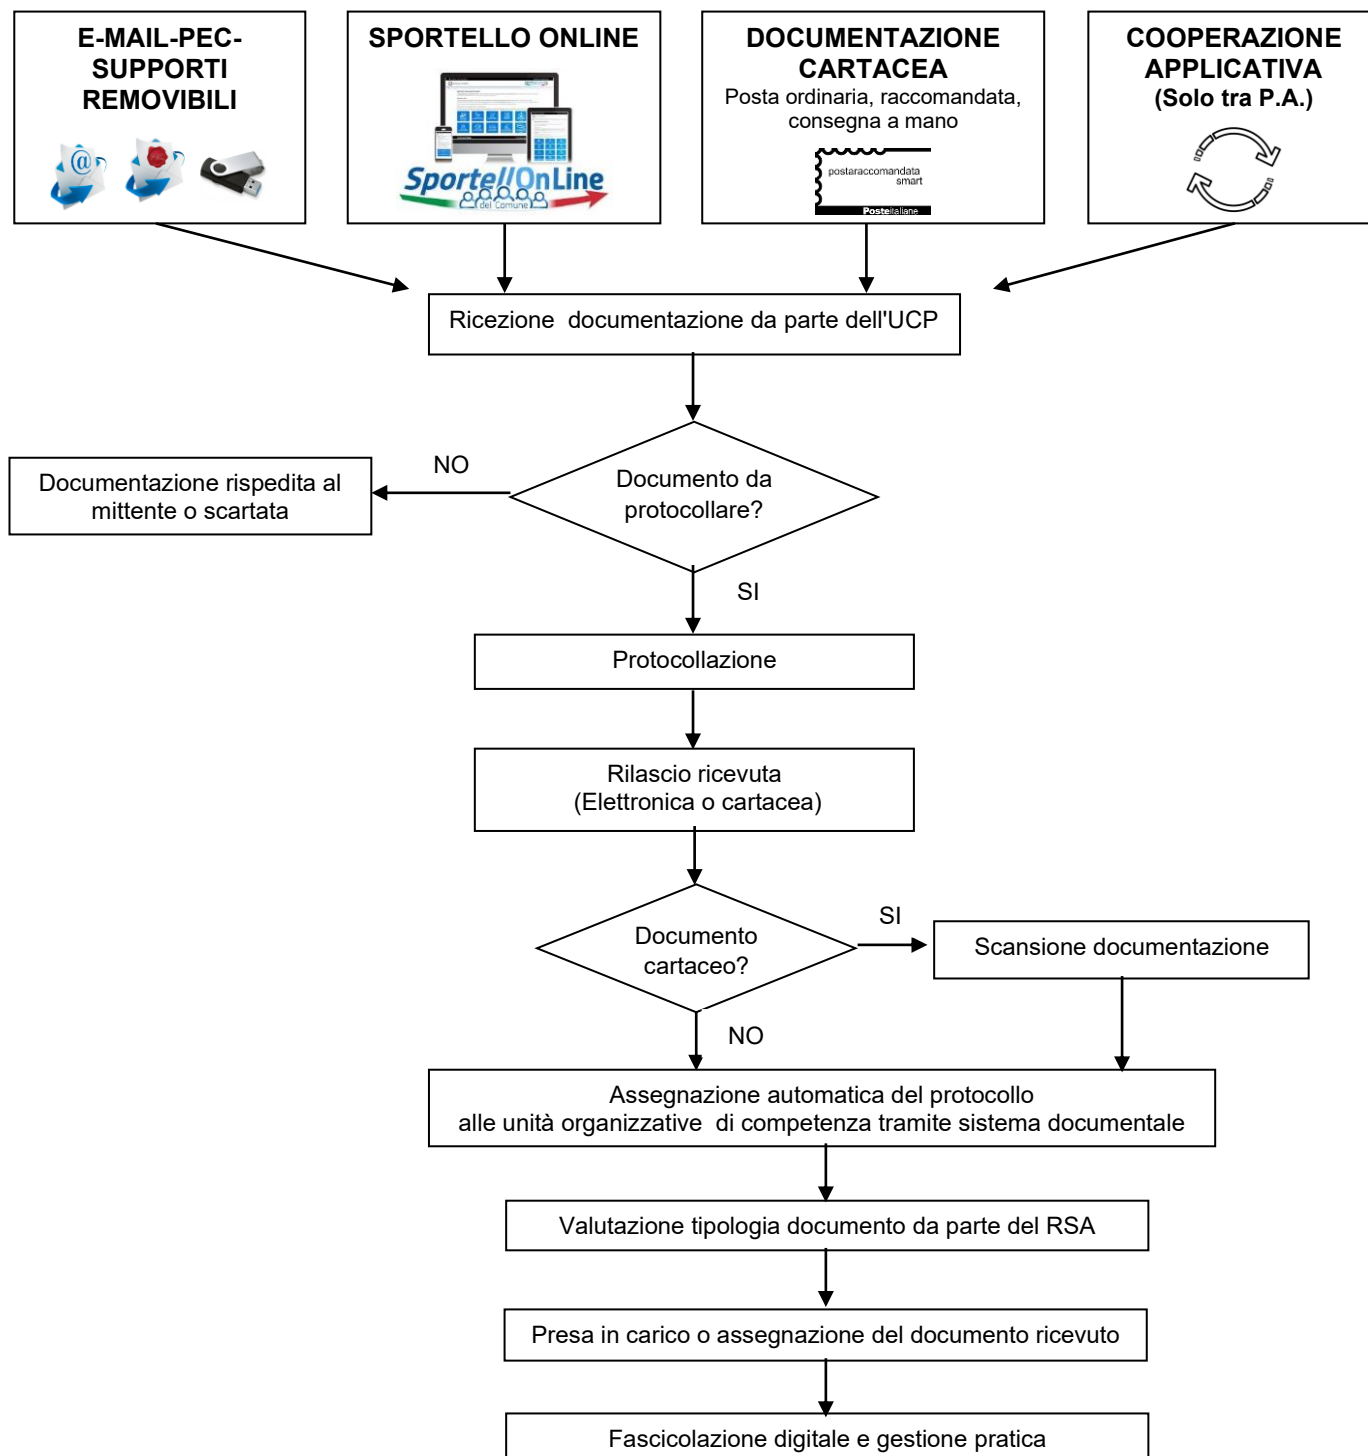 E-MAIL-PEC-
SUPPORTI
REMOVIBILI
SPORTELLO ONLINE
SportellOnLine
del Comune
DOCUMENTAZIONE
CARTACEA
Posta ordinaria, raccomandata,
consegna a mano
postaraccomandata
smart
Posteitaliane
COOPERAZIONE
APPLICATIVA
(Solo tra P.A.)
Ricezione documentazione da parte dell'UCP
NO
Documento da
protocollare?
Documentazione rispedita al
mittente o scartata
SI
Protocollazione
Rilascio ricevuta
(Elettronica o cartacea)
Documento
cartaceo?
SI
Scansione documentazione
NO
Assegnazione automatica del protocollo
alle unità organizzative di competenza tramite sistema documentale
Valutazione tipologia documento da parte del RSA
Presa in carico o assegnazione del documento ricevuto
Fascicolazione digitale e gestione pratica